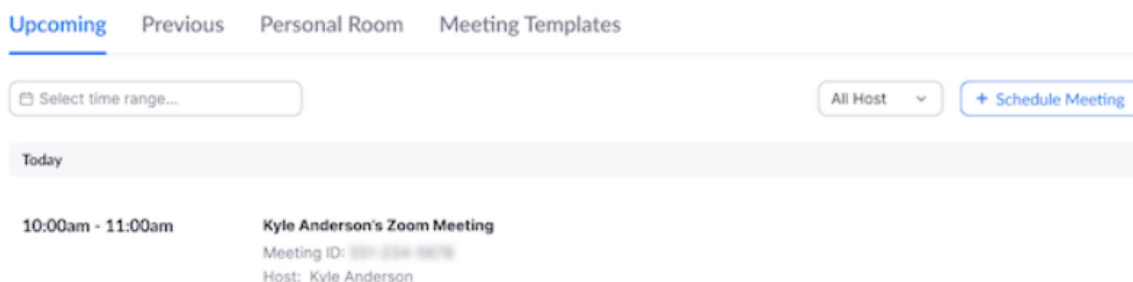 Upcoming Previous Personal Room Meeting Templates
Select time range... All Host + Schedule Meeting
Today
10:00am - 11:00am Kyle Anderson's Zoom Meeting
Meeting ID:
Host: Kyle Anderson